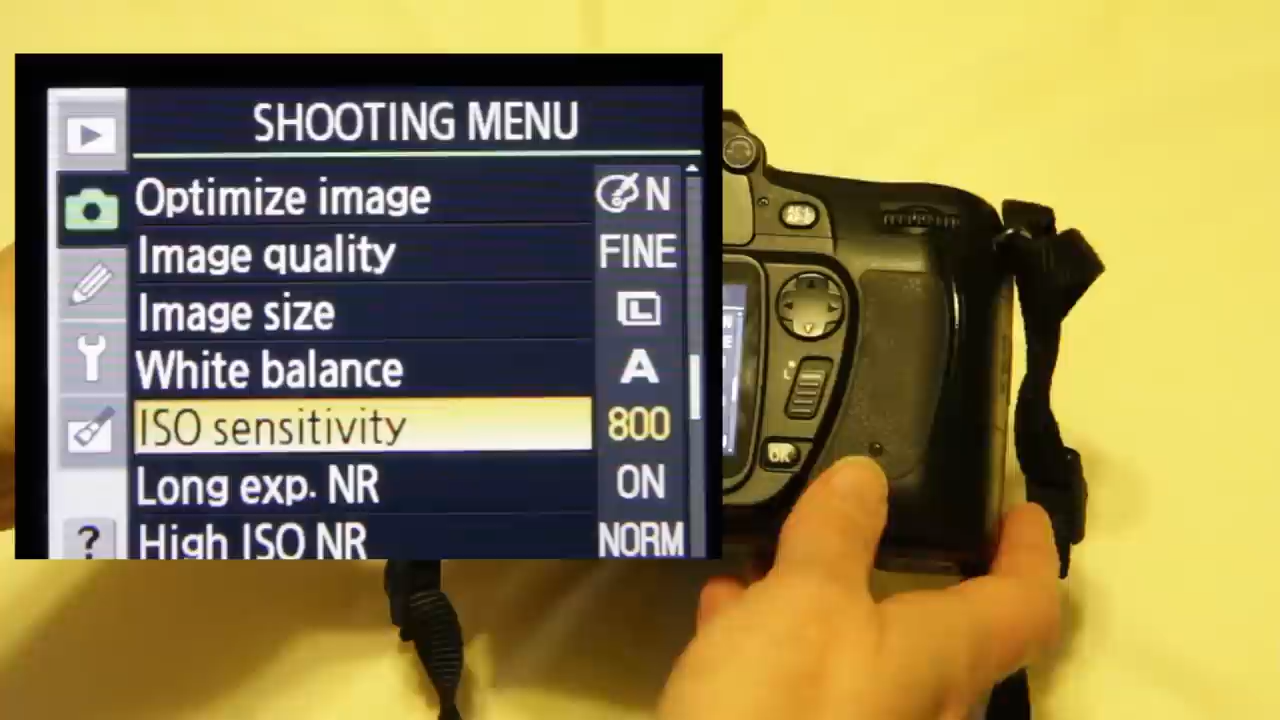 SHOOTING MENU
Optimize image N
Image quality FINE
Image size L
White balance A
ISO sensitivity 800
Long exp. NR ON
High ISO NR NORM
?
OK
L